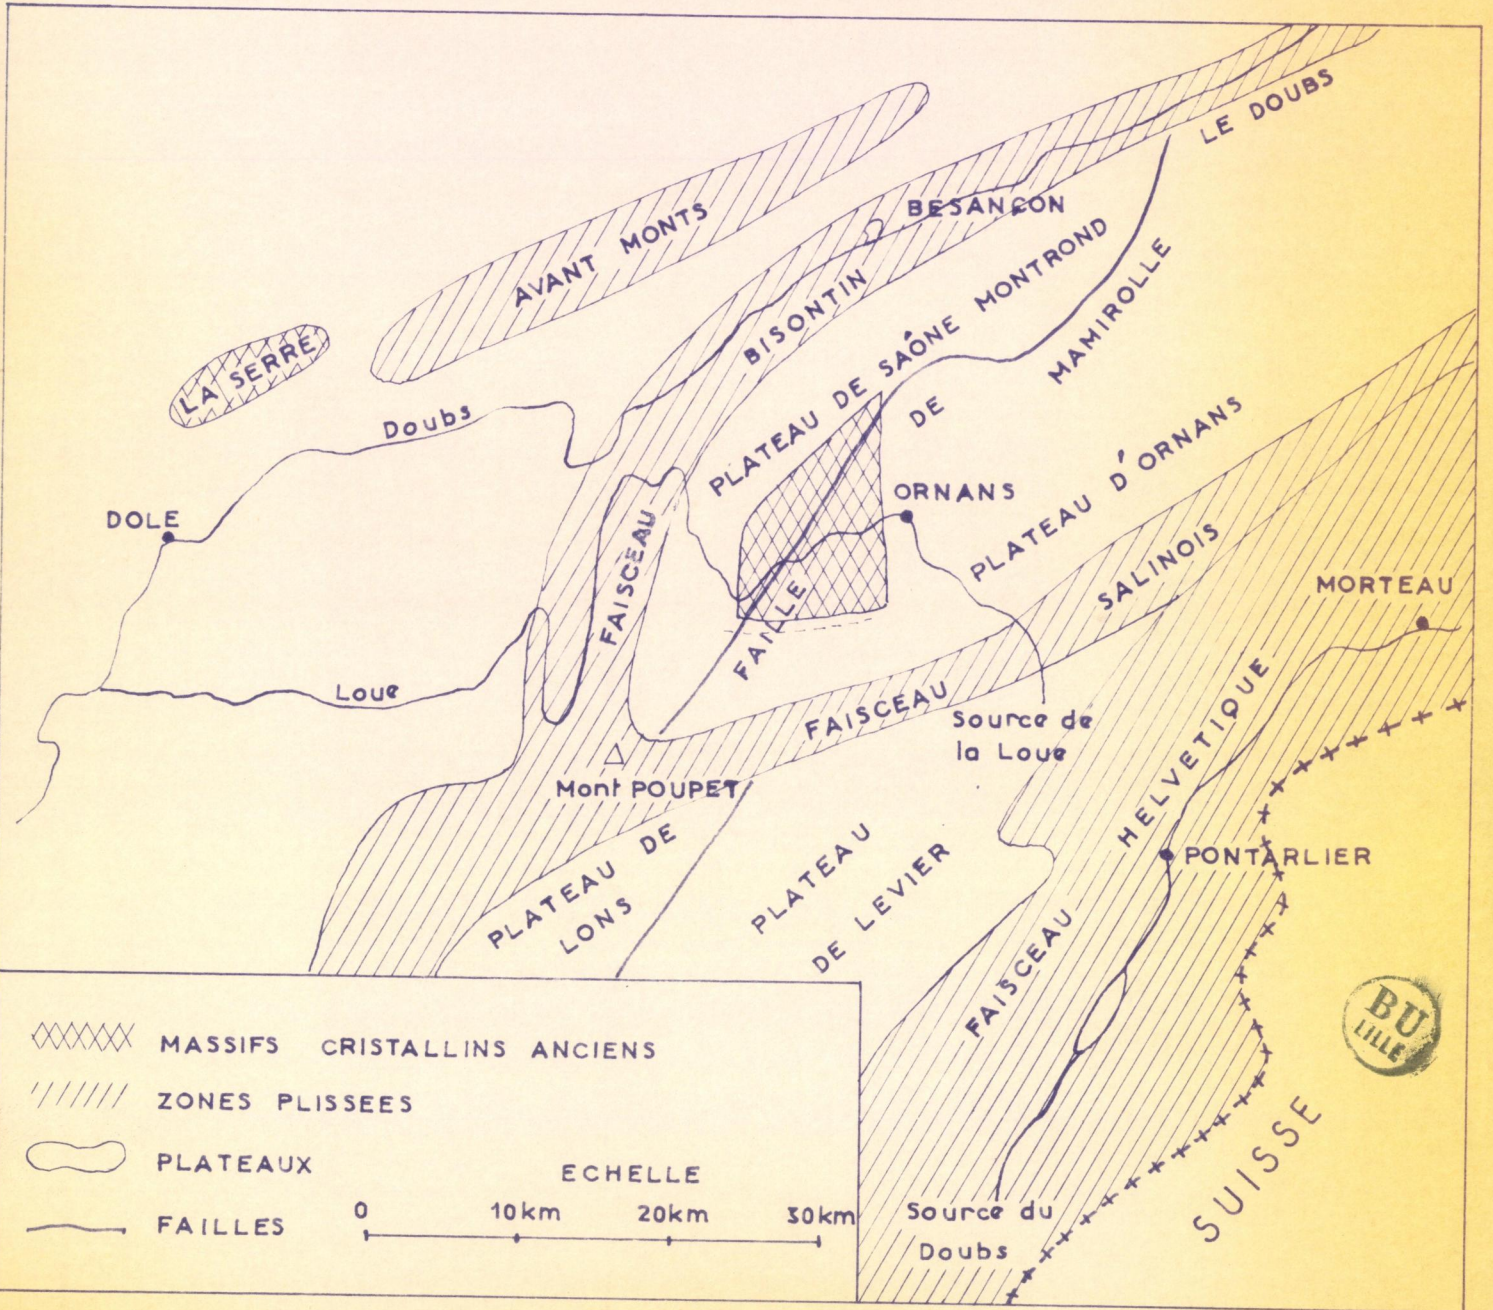 LE DOUBS
AVANT MONTS
BESANÇON
BISONTIN
LA SERRE
Doubs
PLATEAU DE SAÔNE MONTROND
FAILLE DE MAMIROLLE
DOLE
FAISCEAU
ORNANS
PLATEAU D'ORNANS
SALINOIS
MORTEAU
Loue
FAISCEAU
Source de
la Loue
Mont POUPET
HELVETIQUE
PONTARLIER
PLATEAU DE
LONS
PLATEAU
DE LEVIER
FAISCEAU
BU
LILLE
SUISSE
Source du
Doubs
MASSIFS CRISTALLINS ANCIENS
ZONES PLISSEES
PLATEAUX
FAILLES
ECHELLE
0 10km 20km 30km